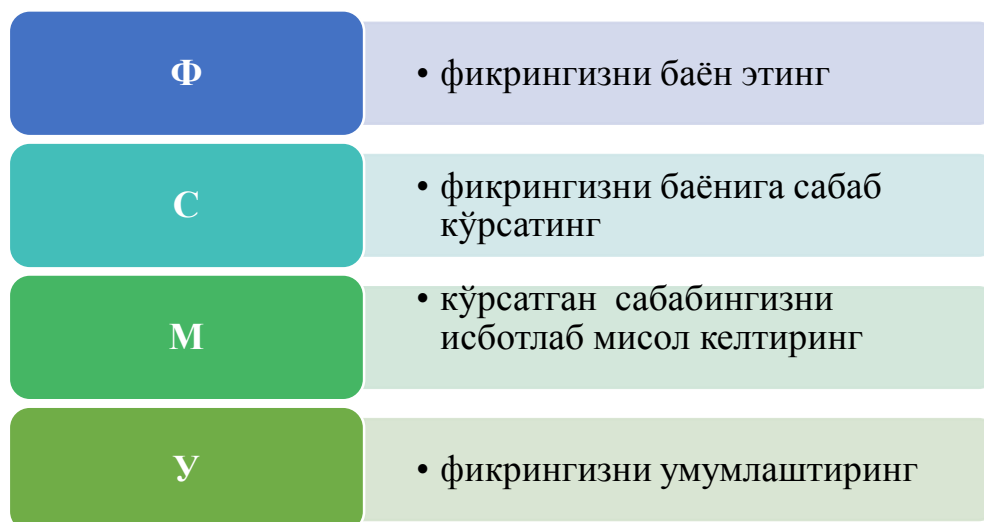 Ф
• фикрингизни баён этинг
С
• фикрингизни баёнига сабаб
кўрсатинг
М
• кўрсатган сабабингизни
исботлаб мисол келтиринг
У
• фикрингизни умумлаштиринг